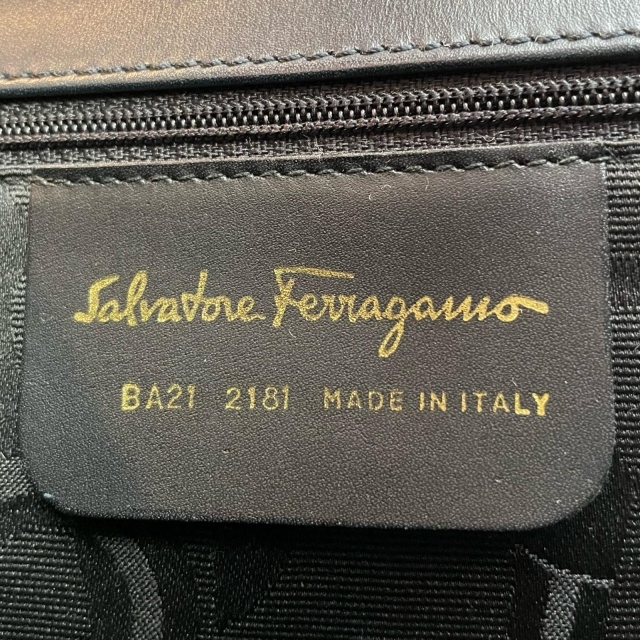 Salvatore Ferragamo
BA21 2181 MADE IN ITALY